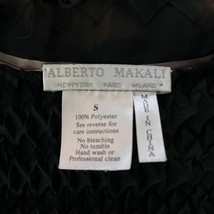 ALBERTO MAKALI
NEW YORK PARIS MILANO
S
100% Polyester
See reverse for
care instructions
No bleaching
No tumble
Hand wash or
Professional clean
MADE IN
CHINA